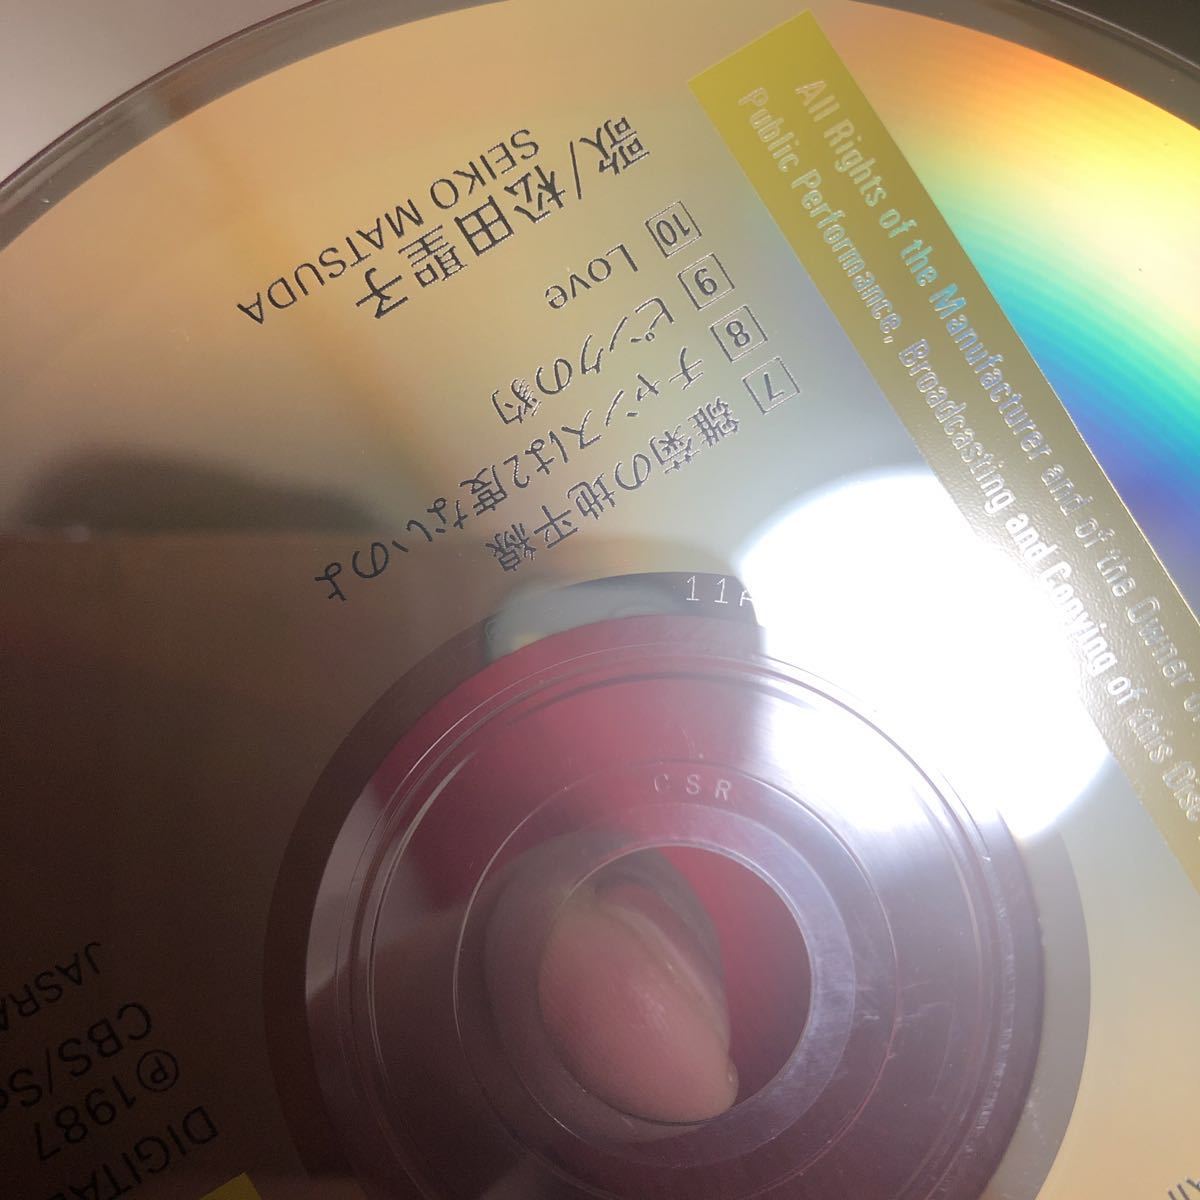 All Rights of the Manufacturer and of the Owner
Public Performance, Broadcasting and Copying of this Disc
7 雛菊の地平線
8 チャンスは2度ないのよ
9 ピンクの豹
10 Love
歌/松田聖子
SEIKO MATSUDA
11
CSR
DIGITAL
℗1987
CBS/So
JASRA